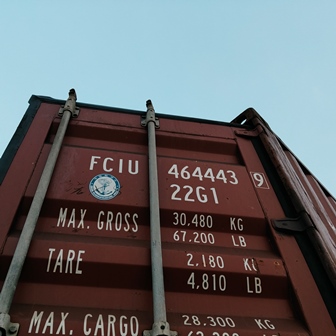 FCIU 464443 9
22G1
MAX. GROSS 30.480 KG
67.200 LB
TARE 2.180 KG
4,810 LB
MAX. CARGO 28.300 KG
LB